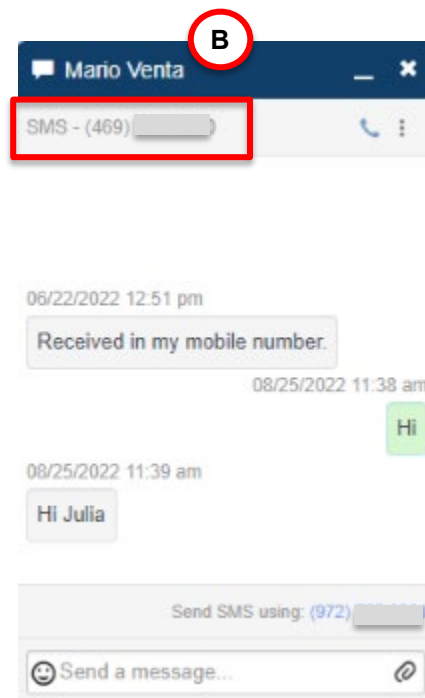 B
Mario Venta
SMS - (469)
06/22/2022 12:51 pm
Received in my mobile number.
08/25/2022 11:38 am
Hi
08/25/2022 11:39 am
Hi Julia
Send SMS using: (972)
Send a message...